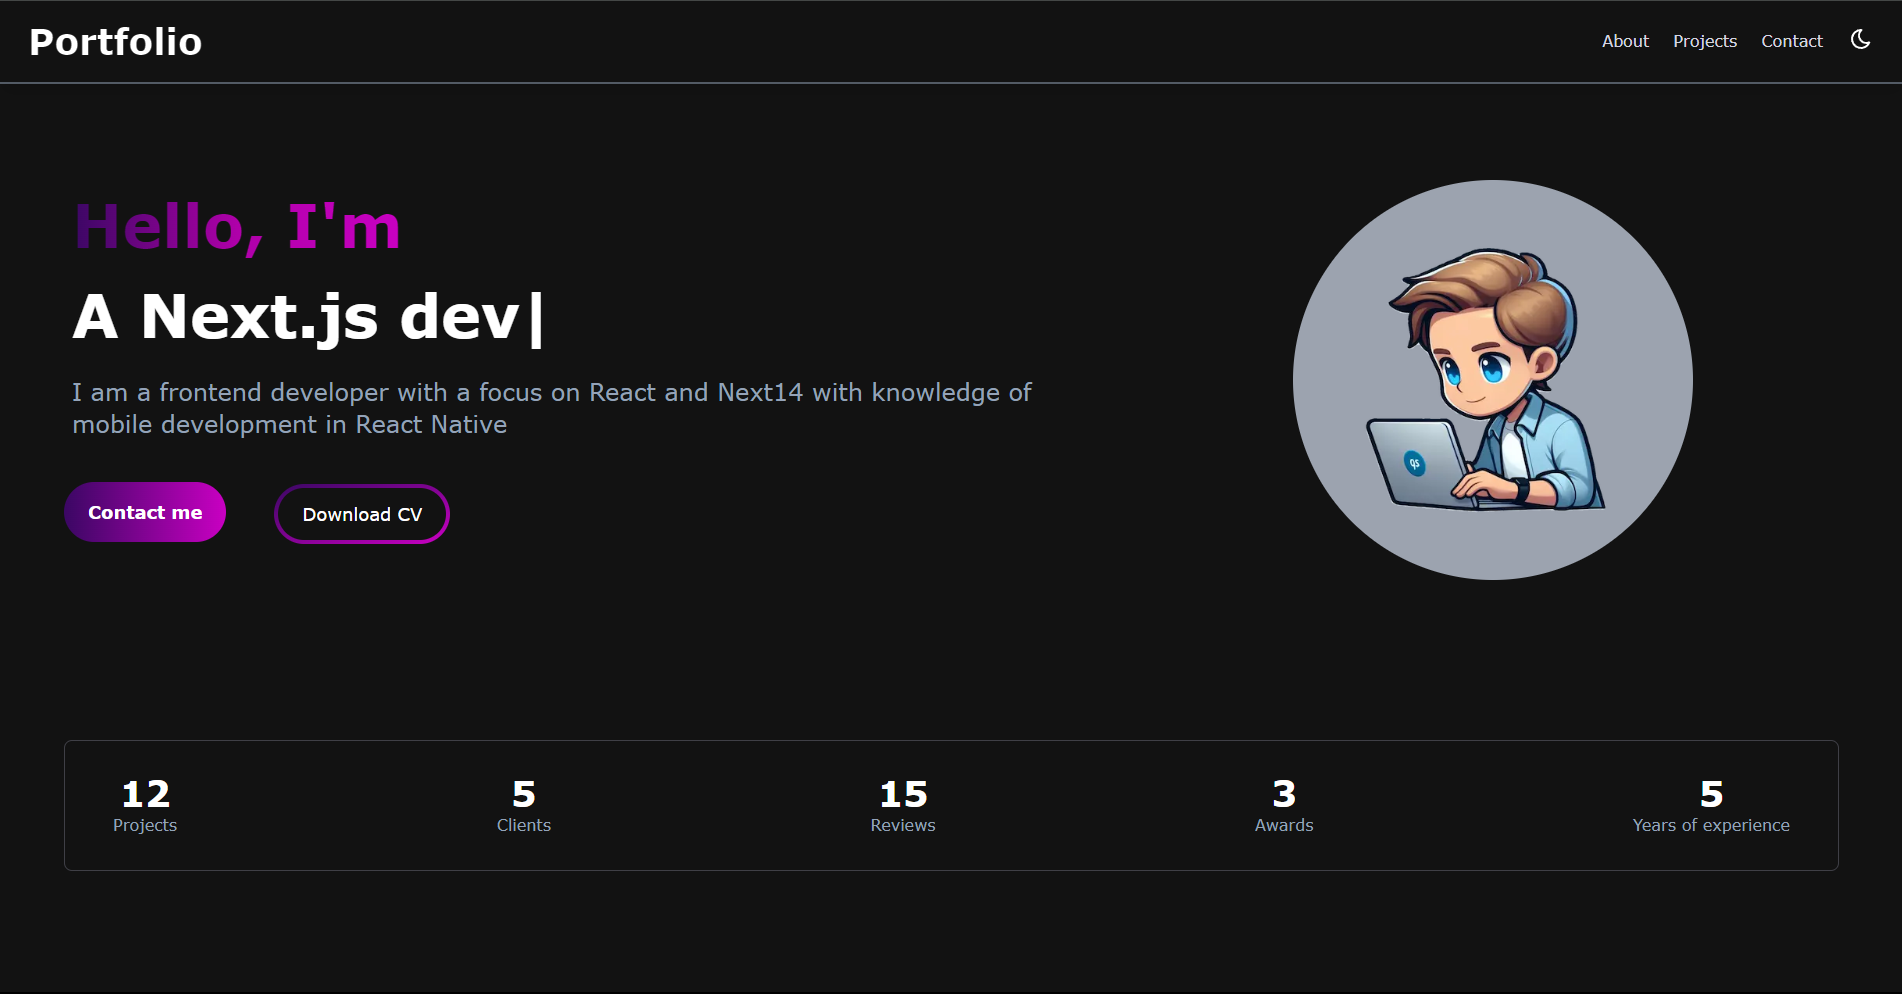 Portfolio
About Projects Contact
Hello, I'm
A Next.js dev|
I am a frontend developer with a focus on React and Next14 with knowledge of
mobile development in React Native
qs
Contact me
Download CV
12 5 15 3 5
Projects Clients Reviews Awards Years of experience